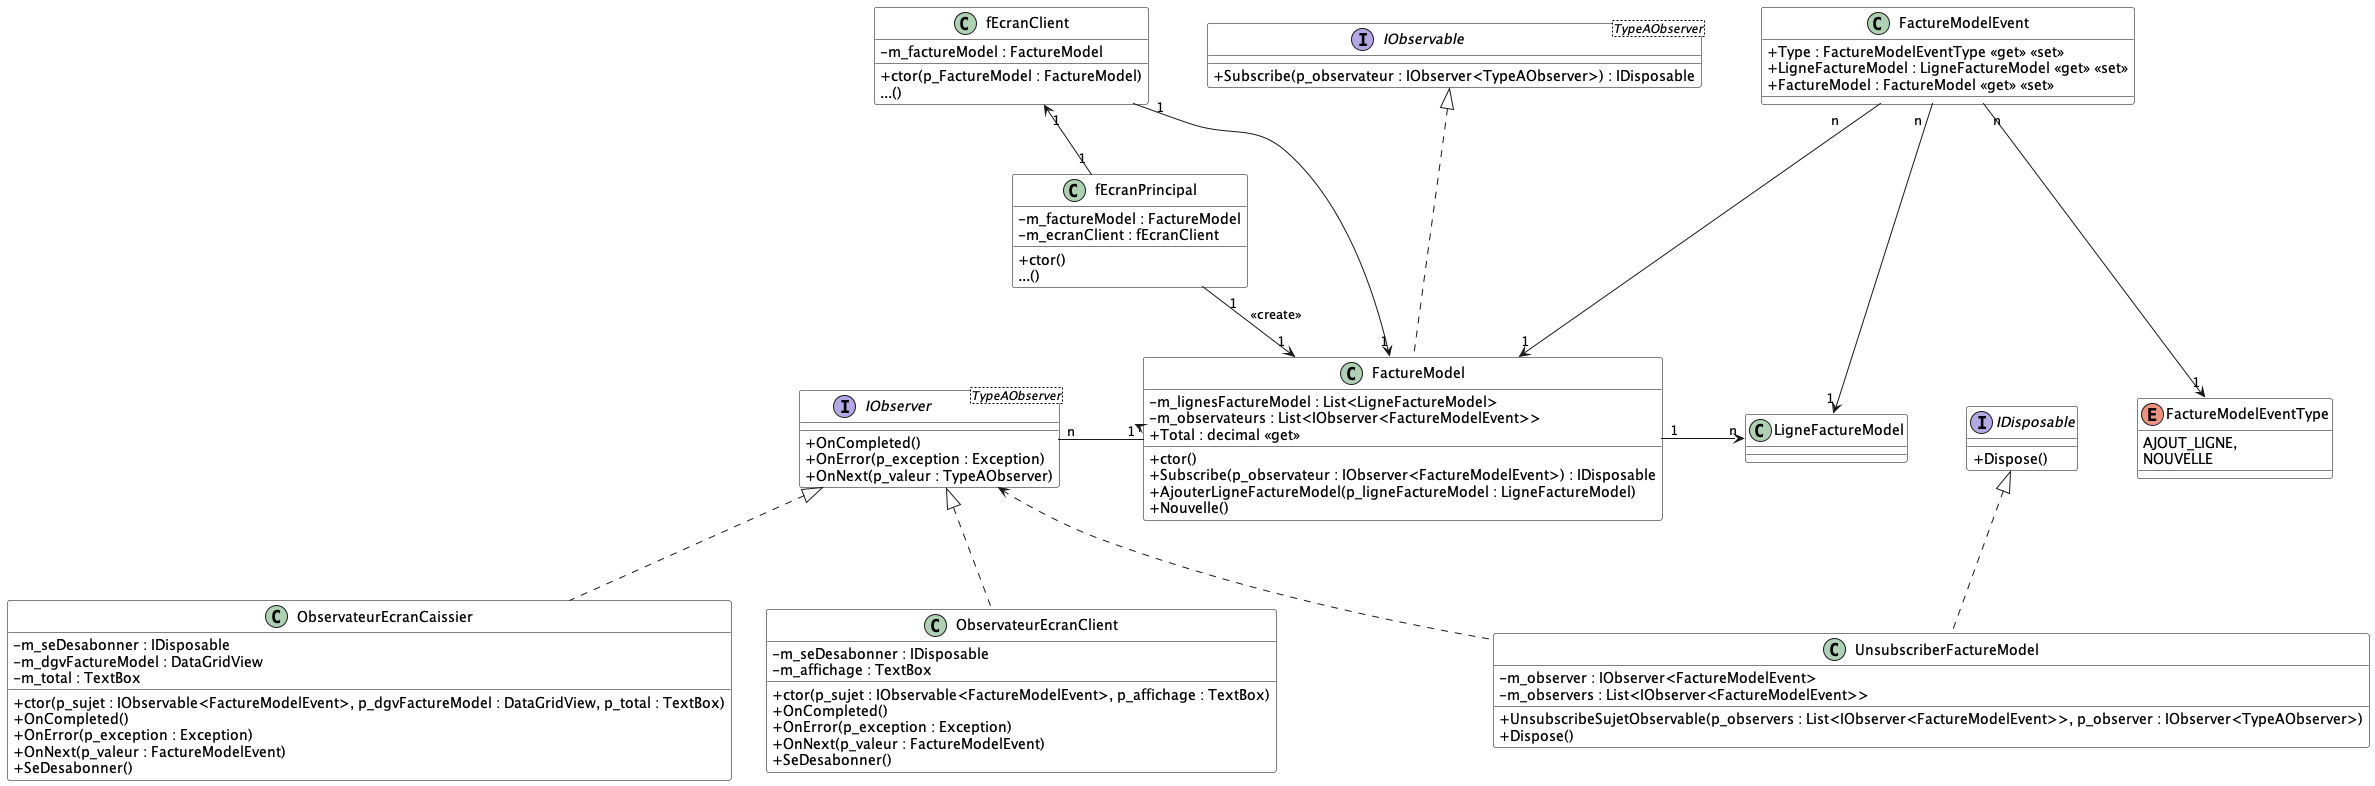 C fEcranClient
-m_factureModel : FactureModel
+ctor(p_FactureModel : FactureModel)
...()
I IObservable
TypeAObserver
+Subscribe(p_observateur : IObserver<TypeAObserver>) : IDisposable
C FactureModelEvent
+Type : FactureModelEventType «get» «set»
+LigneFactureModel : LigneFactureModel «get» «set»
+FactureModel : FactureModel «get» «set»
1
1
n
n
n
1
C fEcranPrincipal
-m_factureModel : FactureModel
-m_ecranClient : fEcranClient
+ctor()
...()
1
«create»
1
1
1
1
1
I IObserver
TypeAObserver
+OnCompleted()
+OnError(p_exception : Exception)
+OnNext(p_valeur : TypeAObserver)
n
1
C FactureModel
-m_lignesFactureModel : List<LigneFactureModel>
-m_observateurs : List<IObserver<FactureModelEvent>>
+Total : decimal «get»
+ctor()
+Subscribe(p_observateur : IObserver<FactureModelEvent>) : IDisposable
+AjouterLigneFactureModel(p_ligneFactureModel : LigneFactureModel)
+Nouvelle()
1
n
C LigneFactureModel
I IDisposable
+Dispose()
E FactureModelEventType
AJOUT_LIGNE,
NOUVELLE
C ObservateurEcranCaissier
-m_seDesabonner : IDisposable
-m_dgvFactureModel : DataGridView
-m_total : TextBox
+ctor(p_sujet : IObservable<FactureModelEvent>, p_dgvFactureModel : DataGridView, p_total : TextBox)
+OnCompleted()
+OnError(p_exception : Exception)
+OnNext(p_valeur : FactureModelEvent)
+SeDesabonner()
C ObservateurEcranClient
-m_seDesabonner : IDisposable
-m_affichage : TextBox
+ctor(p_sujet : IObservable<FactureModelEvent>, p_affichage : TextBox)
+OnCompleted()
+OnError(p_exception : Exception)
+OnNext(p_valeur : FactureModelEvent)
+SeDesabonner()
C UnsubscriberFactureModel
-m_observer : IObserver<FactureModelEvent>
-m_observers : List<IObserver<FactureModelEvent>>
+UnsubscribeSujetObservable(p_observers : List<IObserver<FactureModelEvent>>, p_observer : IObserver<TypeAObserver>)
+Dispose()